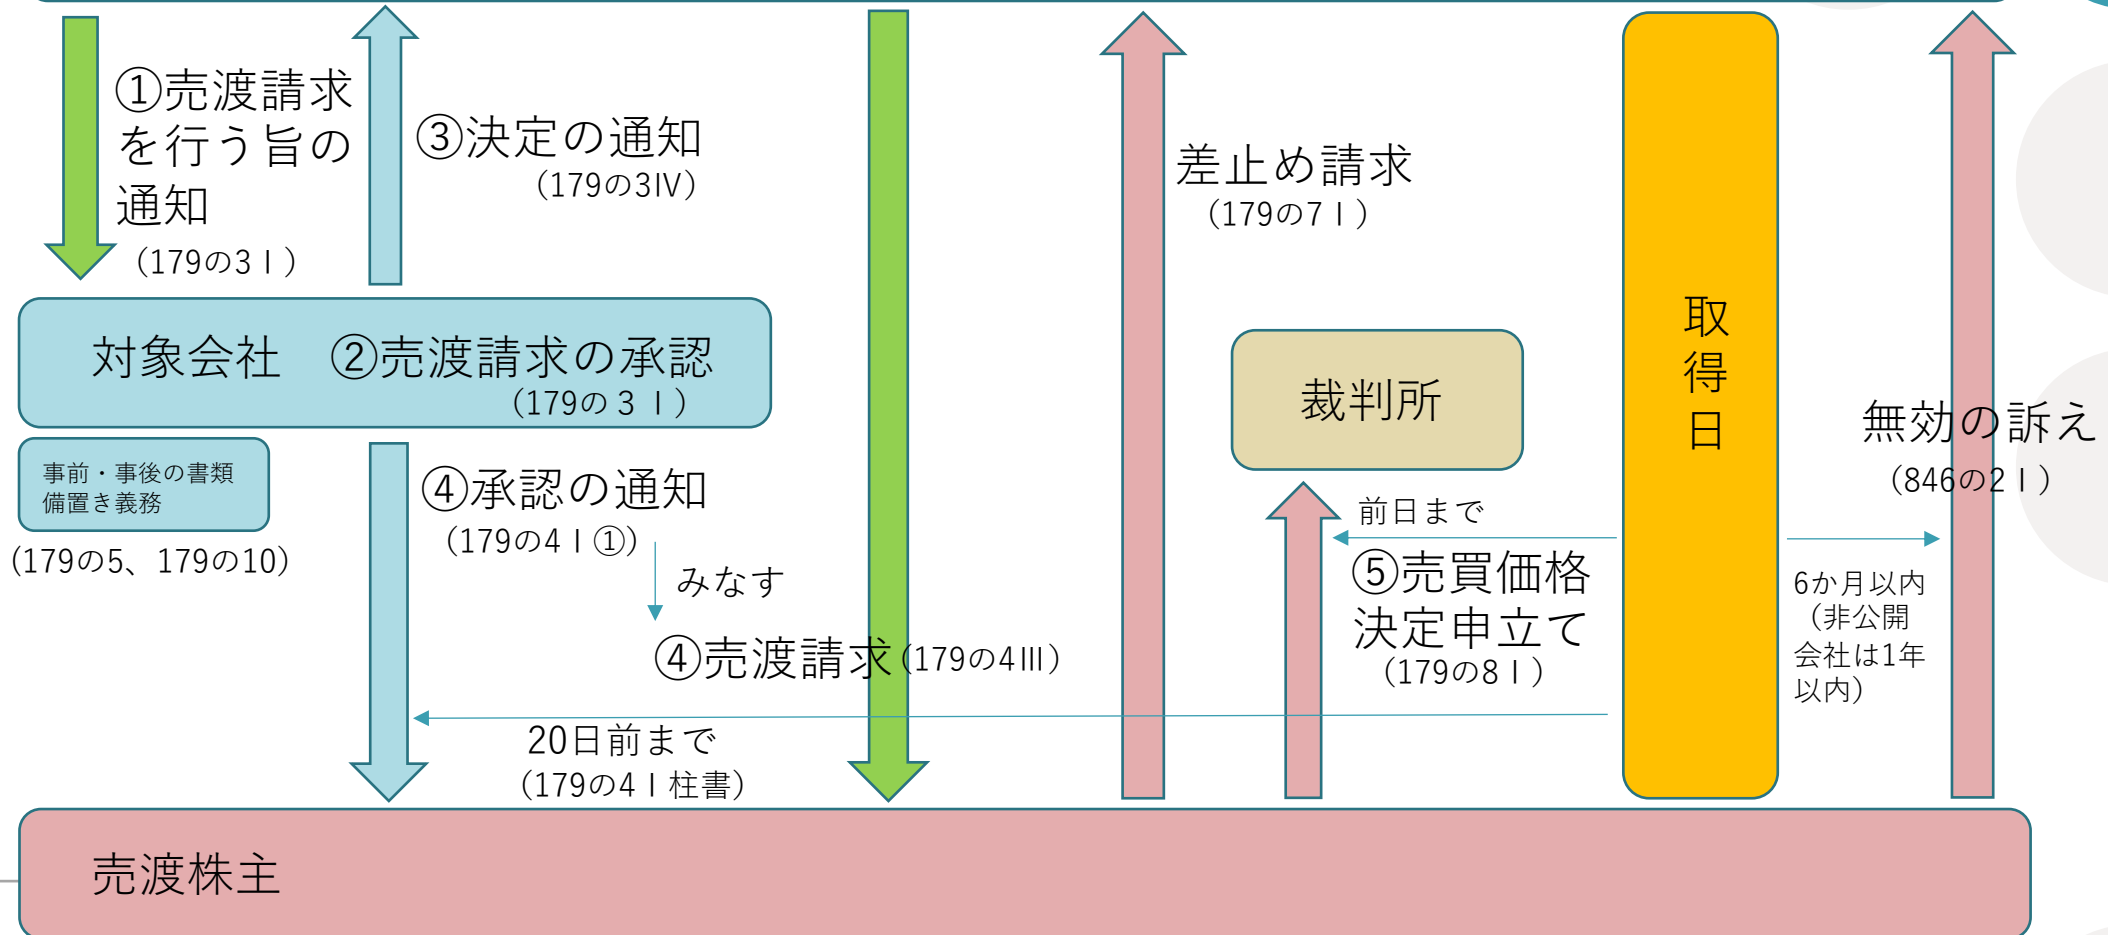 ①売渡請求
を行う旨の
通知
（179の3Ⅰ）
③決定の通知
（179の3Ⅳ）
差止め請求
（179の7Ⅰ）
対象会社　②売渡請求の承認
（179の３Ⅰ）
事前・事後の書類
備置き義務
（179の5、179の10）
④承認の通知
（179の4Ⅰ①）
みなす
④売渡請求（179の4Ⅲ）
20日前まで
（179の4Ⅰ柱書）
裁判所
前日まで
⑤売買価格
決定申立て
（179の8Ⅰ）
取
得
日
無効の訴え
（846の2Ⅰ）
6か月以内
（非公開
会社は1年
以内）
売渡株主